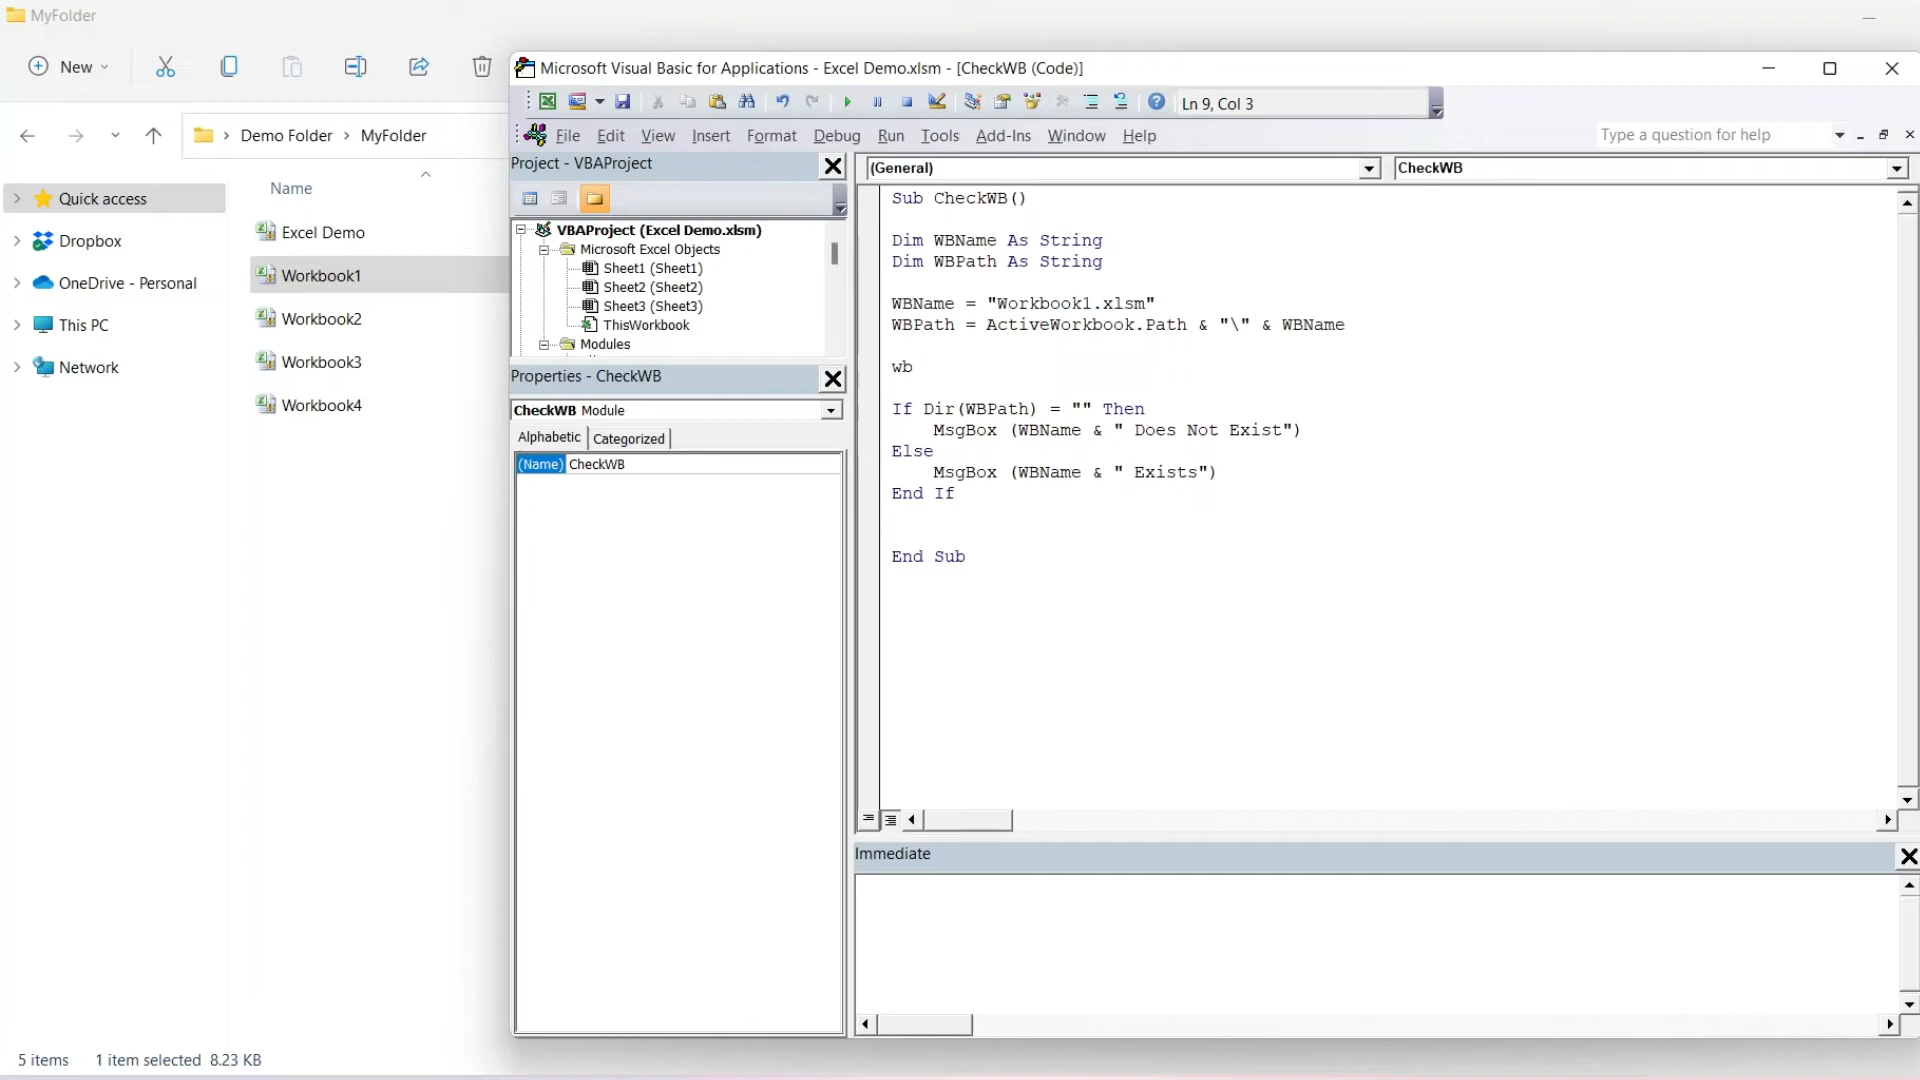 MyFolder
New
Demo Folder > MyFolder
Quick access
Dropbox
OneDrive - Personal
This PC
Network
Name
Excel Demo
Workbook1
Workbook2
Workbook3
Workbook4
5 items 1 item selected 8.23 KB
Microsoft Visual Basic for Applications - Excel Demo.xlsm - [CheckWB (Code)]
Ln 9, Col 3
File Edit View Insert Format Debug Run Tools Add-Ins Window Help
Type a question for help
Project - VBAProject
VBAProject (Excel Demo.xlsm)
Microsoft Excel Objects
Sheet1 (Sheet1)
Sheet2 (Sheet2)
Sheet3 (Sheet3)
ThisWorkbook
Modules
Properties - CheckWB
CheckWB Module
Alphabetic Categorized
(Name) CheckWB
(General) CheckWB
Sub CheckWB()
Dim WBName As String
Dim WBPath As String
WBName = "Workbook1.xlsm"
WBPath = ActiveWorkbook.Path & "\" & WBName
wb
If Dir(WBPath) = "" Then
MsgBox (WBName & " Does Not Exist")
Else
MsgBox (WBName & " Exists")
End If
End Sub
Immediate